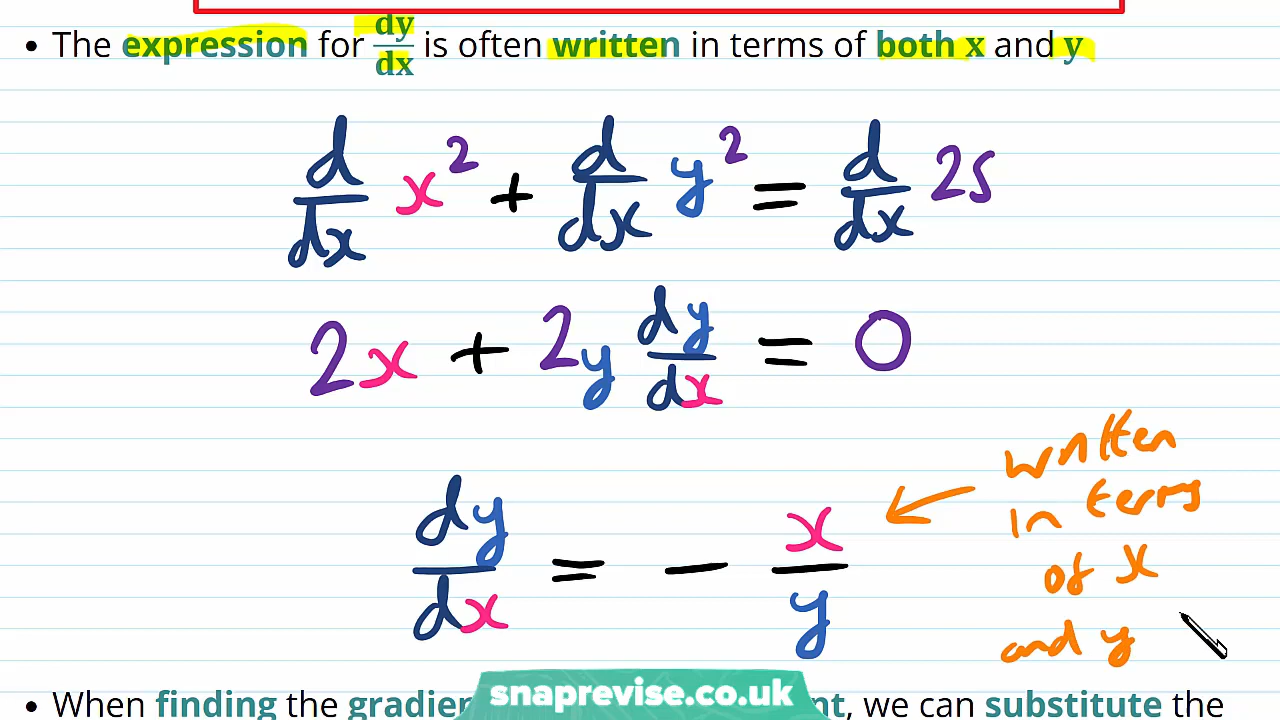 • The expression for dy/dx is often written in terms of both x and y
d/dx x² + d/dx y² = d/dx 25
2x + 2y dy/dx = 0
dy/dx = - x/y
written
in terms
of x
and y
snaprevise.co.uk
• When finding the gradie nt, we can substitute the